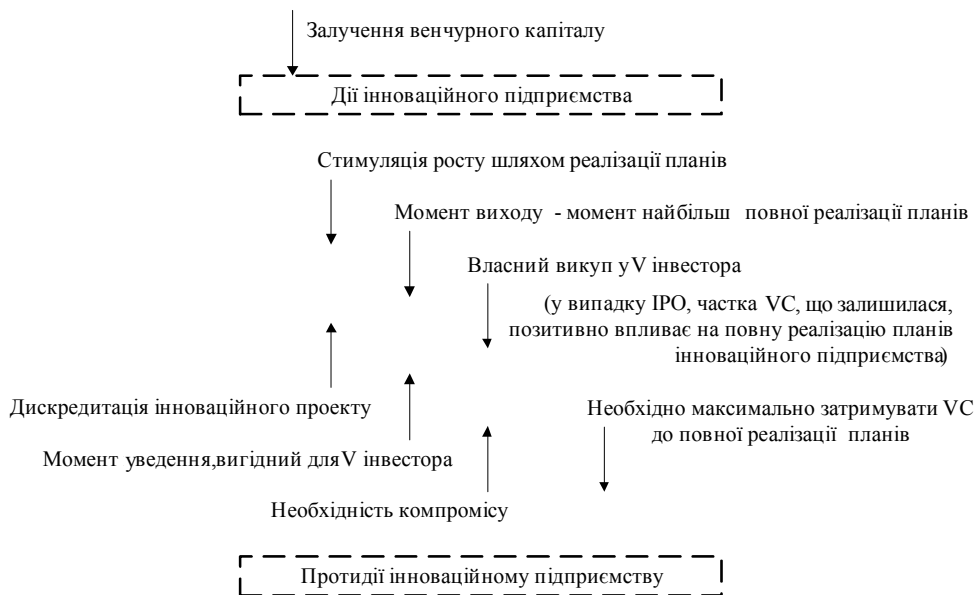 Залучення венчурного капіталу
Дії інноваційного підприємства
Стимуляція росту шляхом реалізації планів
Момент виходу - момент найбільш повної реалізації планів
Власний викуп у V інвестора
(у випадку IPO, частка VC, що залишилася,
позитивно впливає на повну реалізацію планів
інноваційного підприємства)
Дискредитація інноваційного проекту
Необхідно максимально затримувати VC
до повної реалізації планів
Момент уведення,вигідний для V інвестора
Необхідність компромісу
Протидії інноваційному підприємству